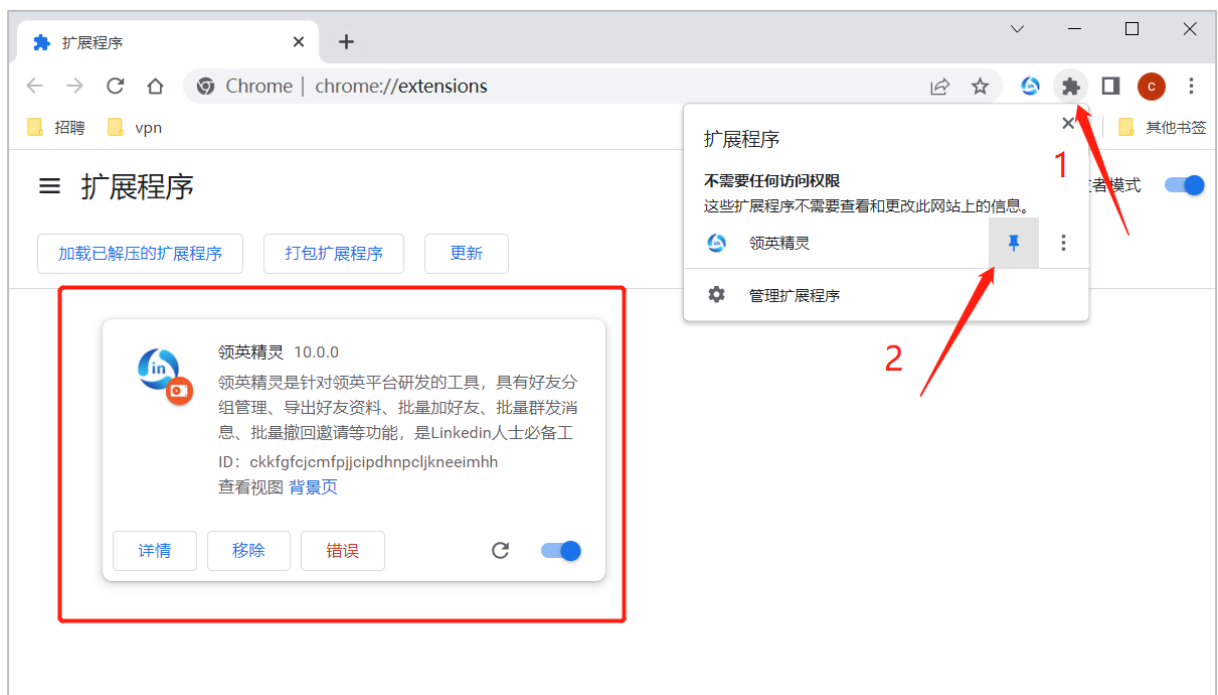 扩展程序
Chrome | chrome://extensions
c
招聘
vpn
其他书签
扩展程序
者模式
加载已解压的扩展程序
打包扩展程序
更新
扩展程序
不需要任何访问权限
这些扩展程序不需要查看和更改此网站上的信息。
领英精灵
管理扩展程序
1
2
in
领英精灵 10.0.0
领英精灵是针对领英平台研发的工具，具有好友分
组管理、导出好友资料、批量加好友、批量群发消
息、批量撤回邀请等功能，是Linkedin人士必备工
ID：ckkfgfcjcmfpjjcipdhnpcljkneeimhh
查看视图 背景页
详情
移除
错误